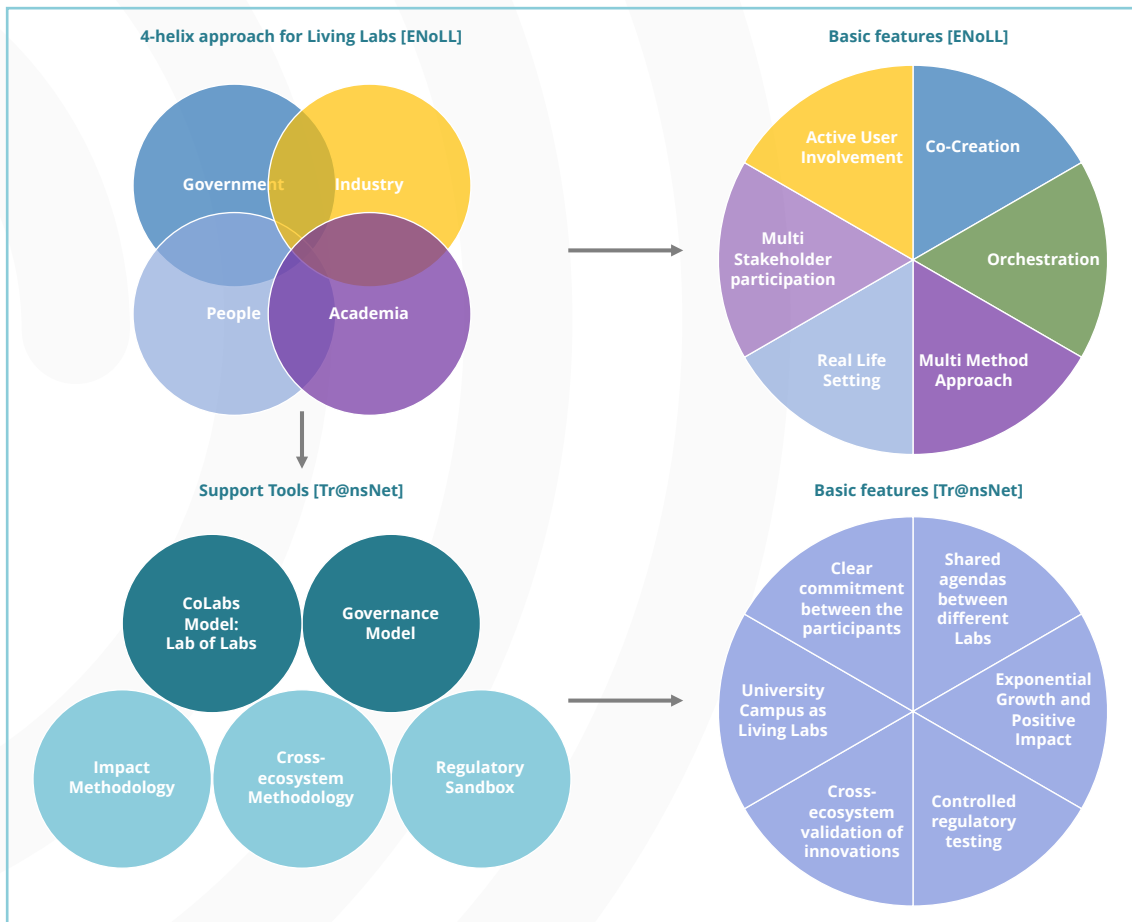 4-helix approach for Living Labs [ENoLL]
Government
Industry
People
Academia
Basic features [ENoLL]
Active User
Involvement
Co-Creation
Multi
Stakeholder
participation
Orchestration
Real Life
Setting
Multi Method
Approach
Support Tools [Tr@nsNet]
CoLabs
Model:
Lab of Labs
Governance
Model
Impact
Methodology
Cross-
ecosystem
Methodology
Regulatory
Sandbox
Basic features [Tr@nsNet]
Clear
commitment
between the
participants
Shared
agendas
between
different
Labs
University
Campus as
Living Labs
Exponential
Growth and
Positive
Impact
Cross-
ecosystem
validation of
innovations
Controlled
regulatory
testing